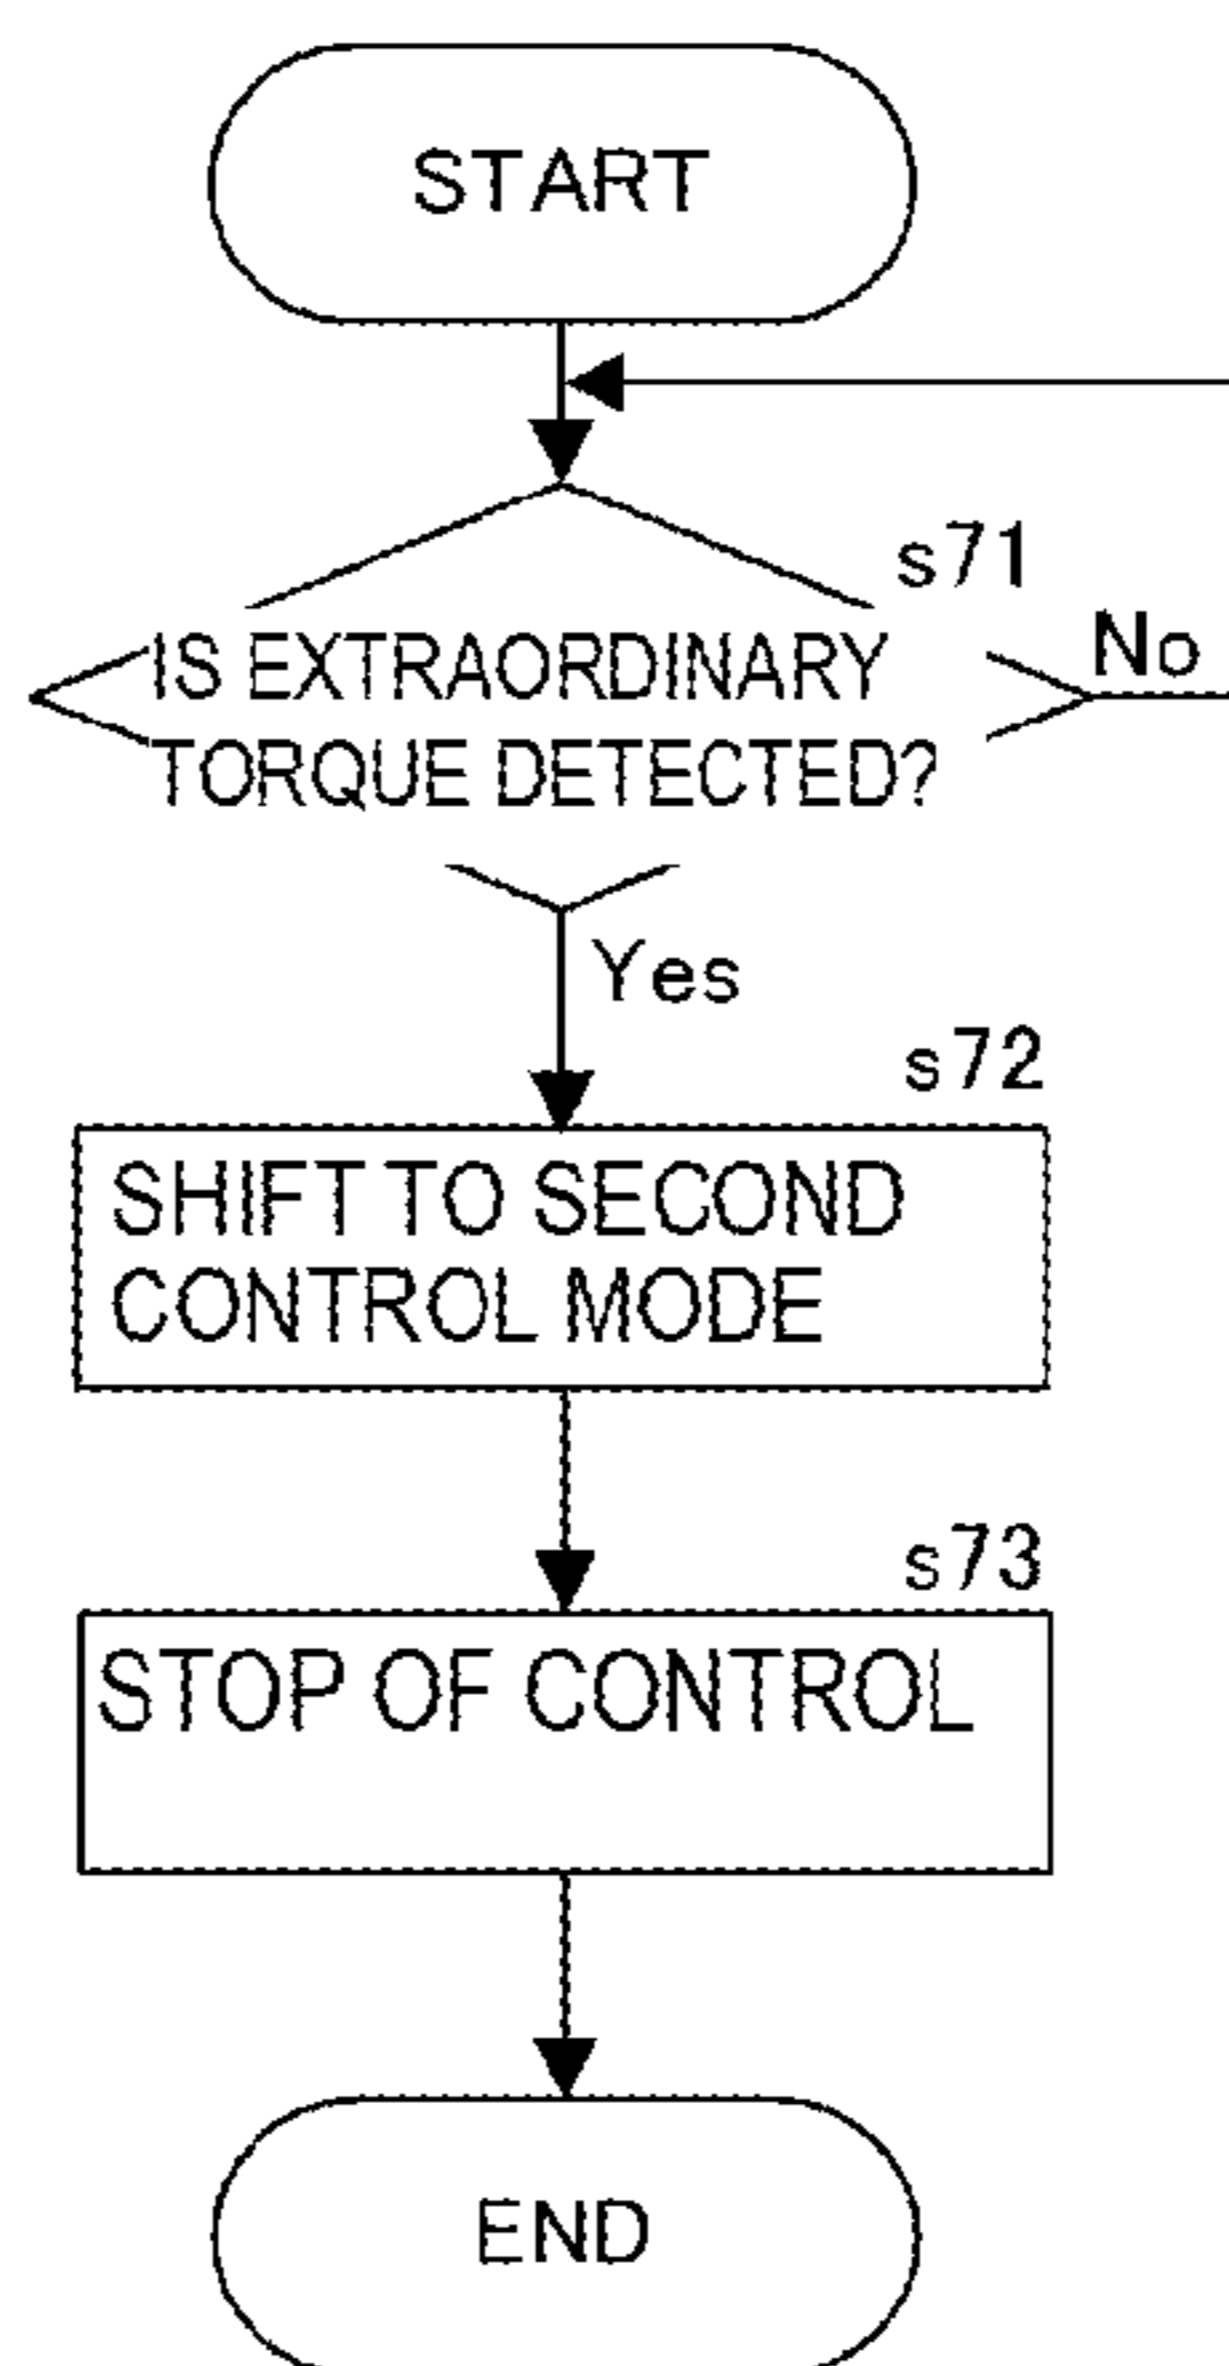 START
s71
IS EXTRAORDINARY
TORQUE DETECTED?
No
Yes
s72
SHIFT TO SECOND
CONTROL MODE
s73
STOP OF CONTROL
END